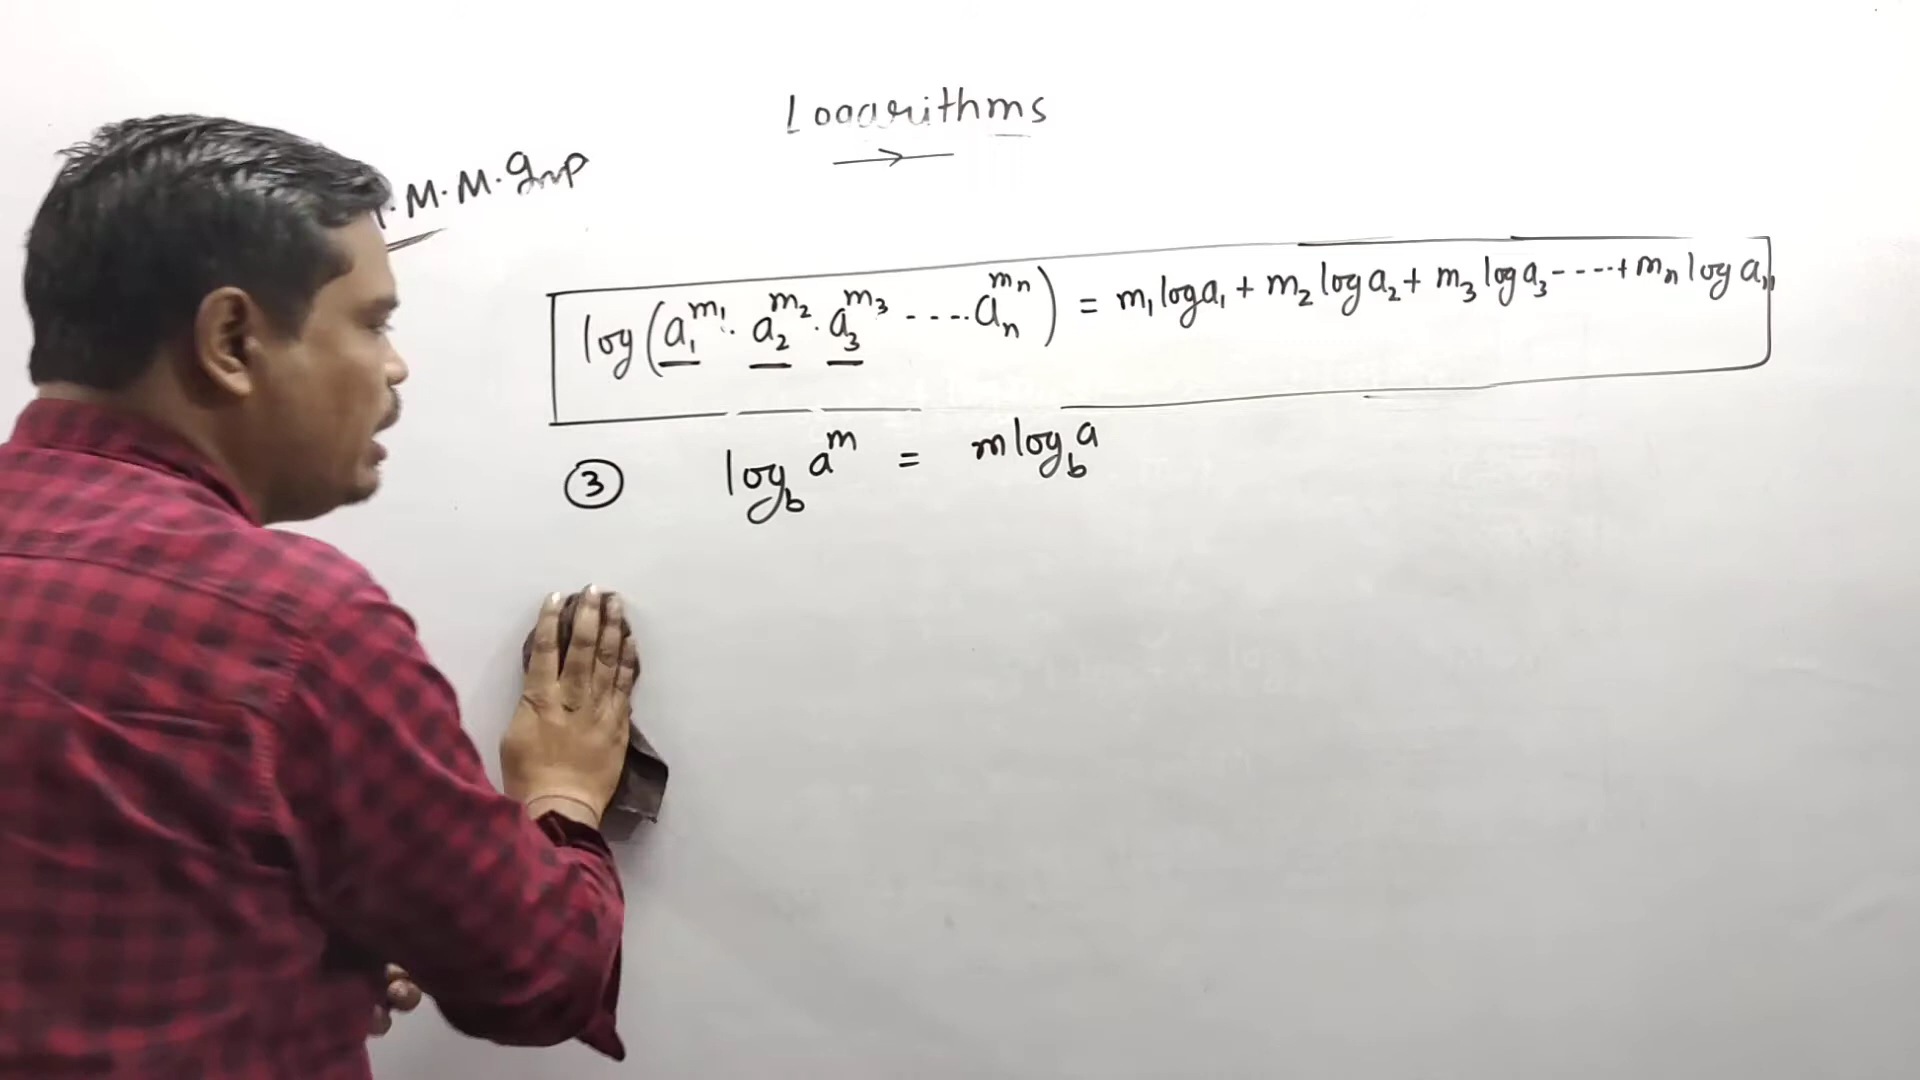 Logarithms
.M.M.Gnp
log(a₁^m₁ · a₂^m₂ · a₃^m₃ ---- aₙ^mₙ) = m₁ log a₁ + m₂ log a₂ + m₃ log a₃ ----+ mₙ log aₙ
③ log_b a^m = m log_b a